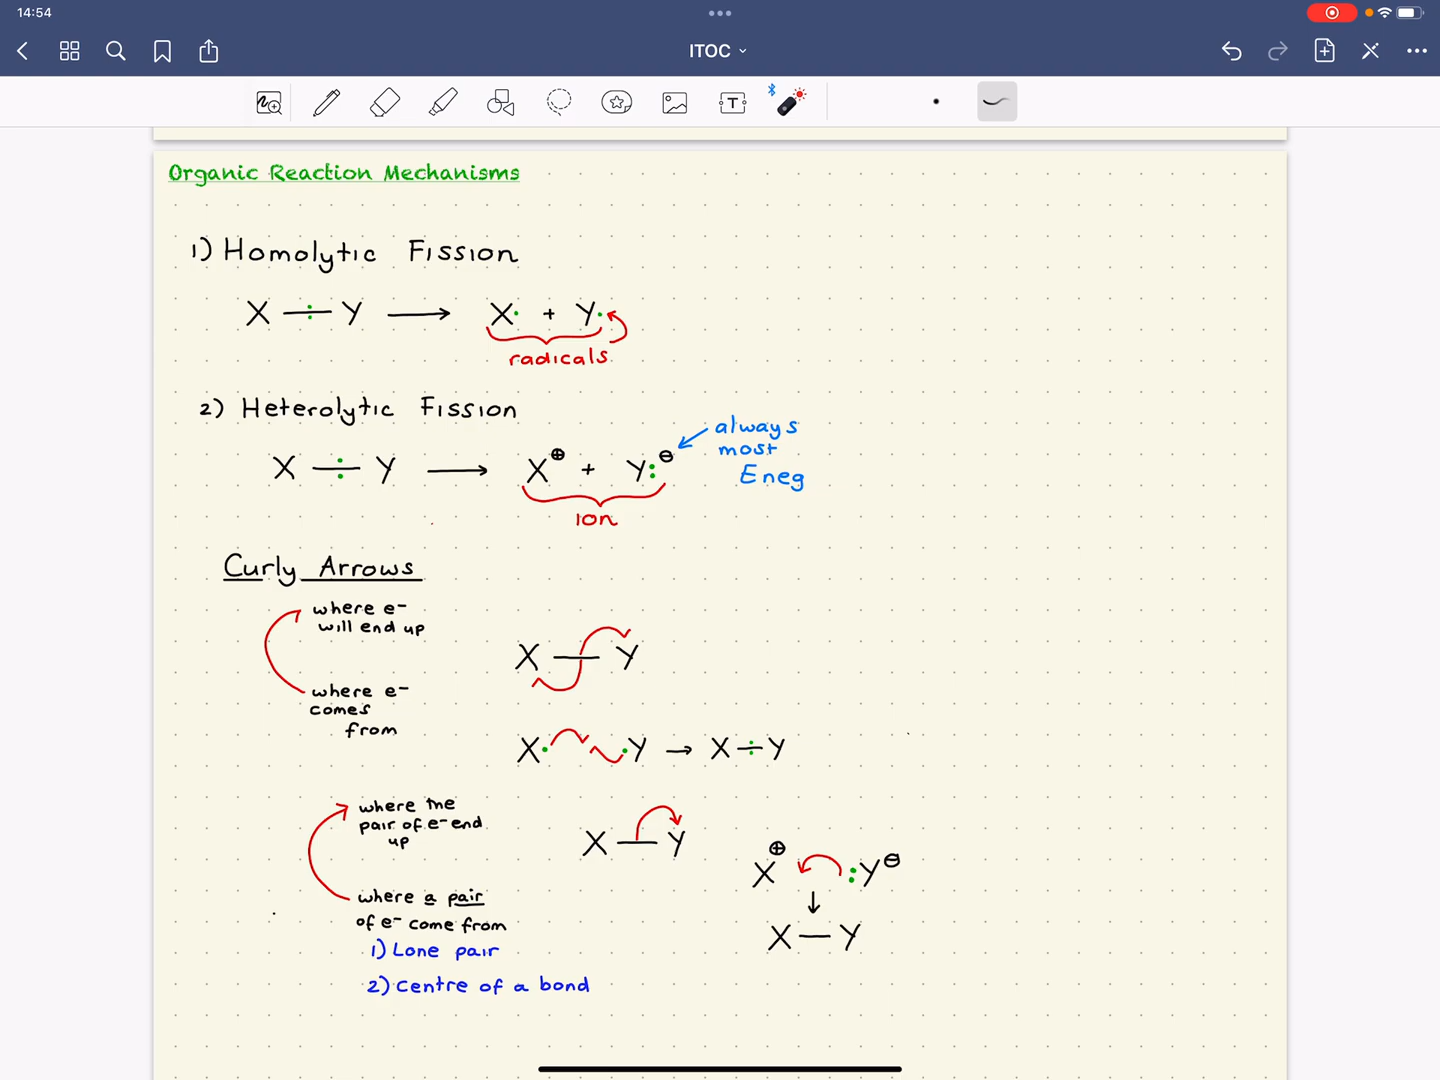 14:54
ITOC
T
Organic Reaction Mechanisms
1) Homolytic Fission
X ÷ Y ⟶ X· + Y·
radicals
2) Heterolytic Fission
always
most
Eneg
X ÷ Y ⟶ X⊕ + Y:⊖
Ion
Curly Arrows
where e-
will end up
X — Y
where e-
comes
from
X· ·Y → X ÷ Y
where the
pair of e- end
up
X — Y
X⊕ :Y⊖
↓
X — Y
where a pair
of e- come from
1) Lone pair
2) Centre of a bond